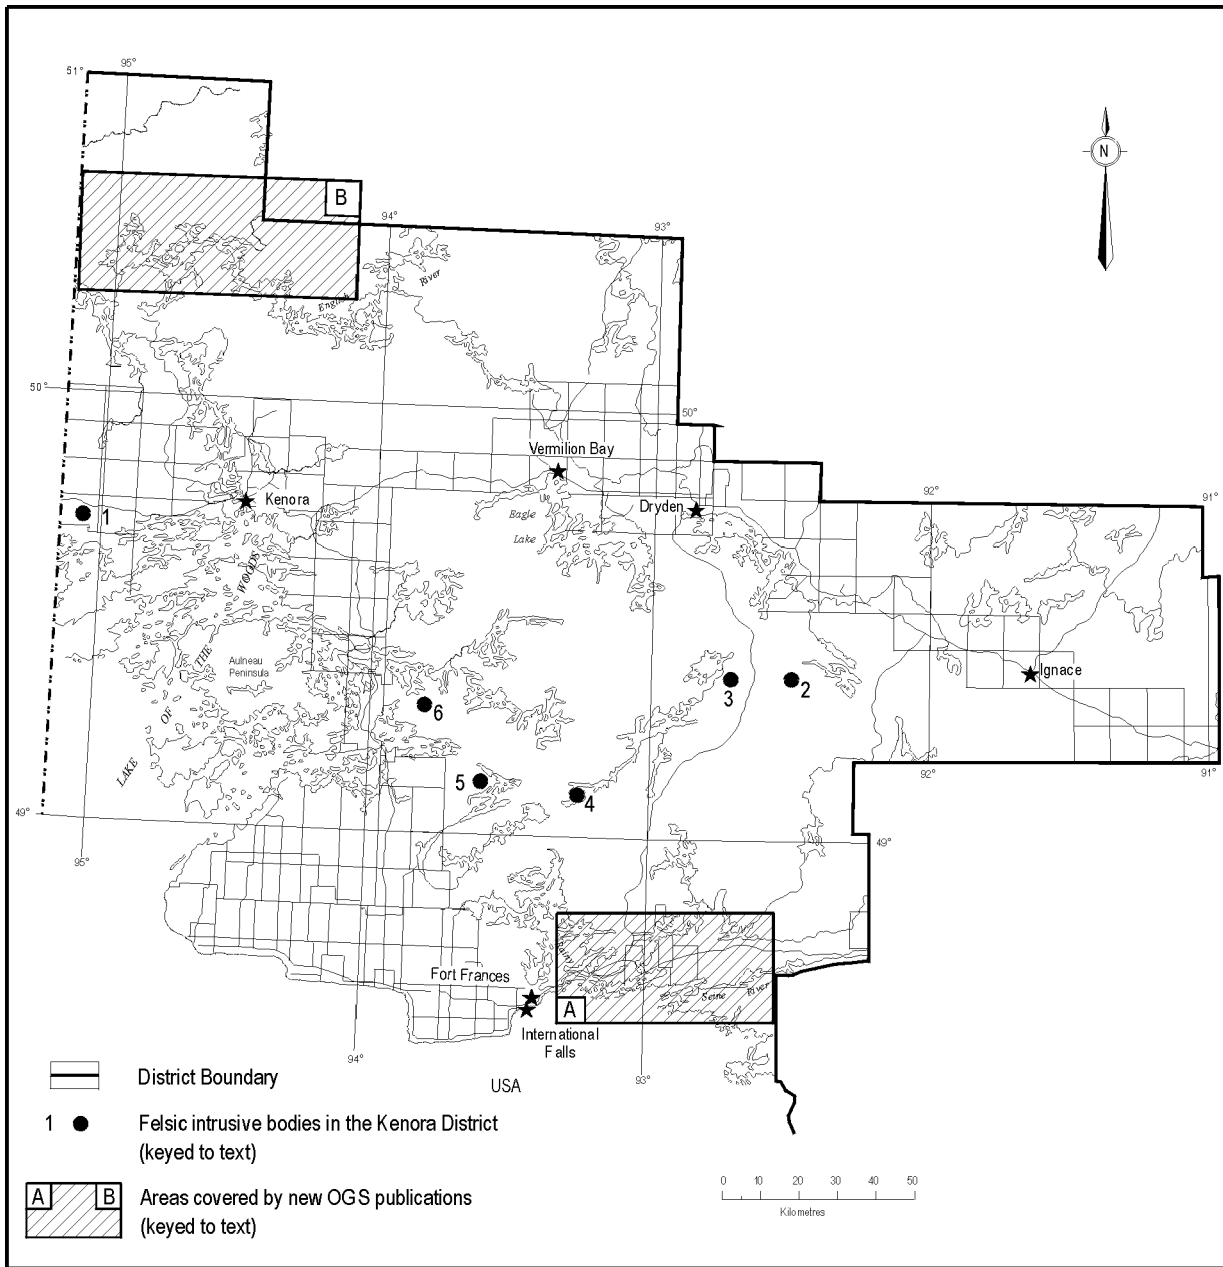 51°
95°
N
B
94°
93°
English
River
50°
50°
Vermilion Bay
Kenora
Eagle
Lake
Dryden
92°
91°
1
LAKE OF THE WOODS
Aulneau
Peninsula
Ignace
3
2
6
5
4
92°
91°
49°
49°
95°
Fort Frances
Seine River
A
International
Falls
94°
93°
USA
District Boundary
1
Felsic intrusive bodies in the Kenora District
(keyed to text)
A B
Areas covered by new OGS publications
(keyed to text)
0 10 20 30 40 50
Kilometres